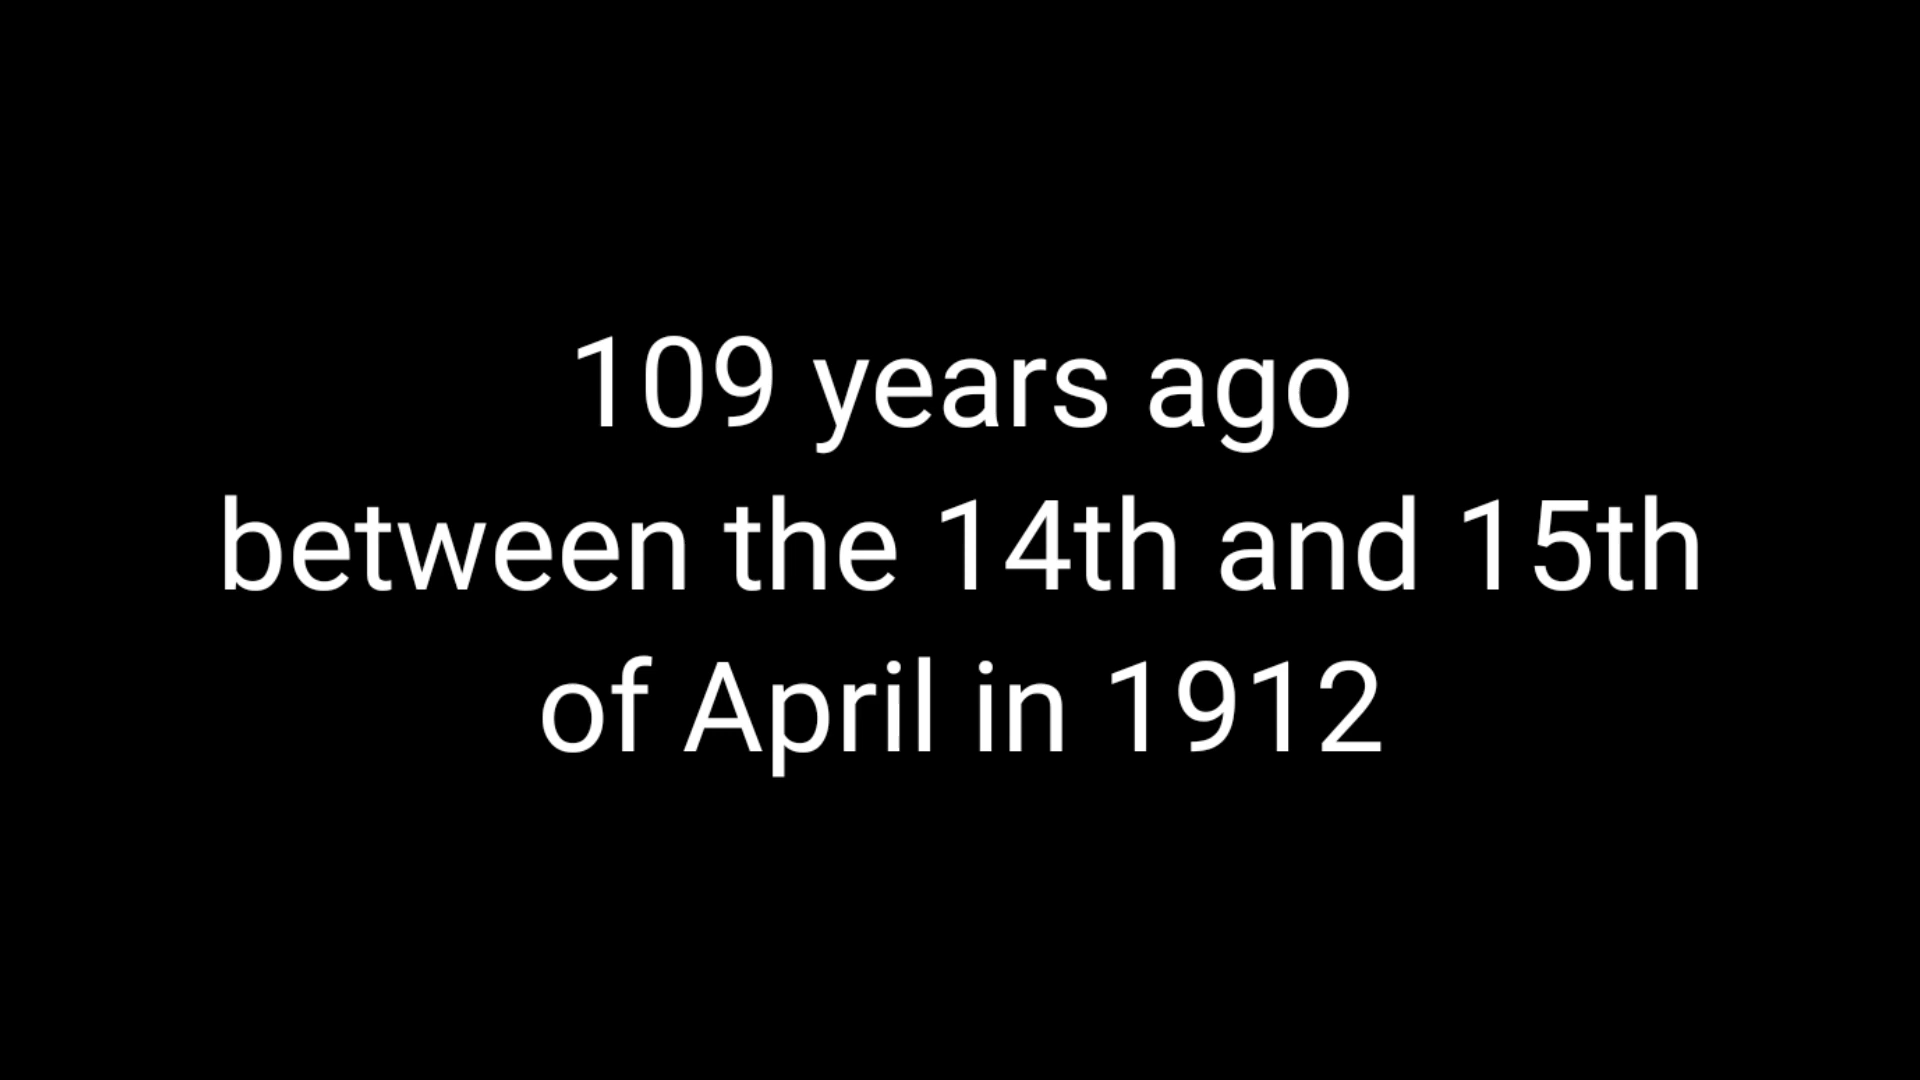 109 years ago
between the 14th and 15th
of April in 1912